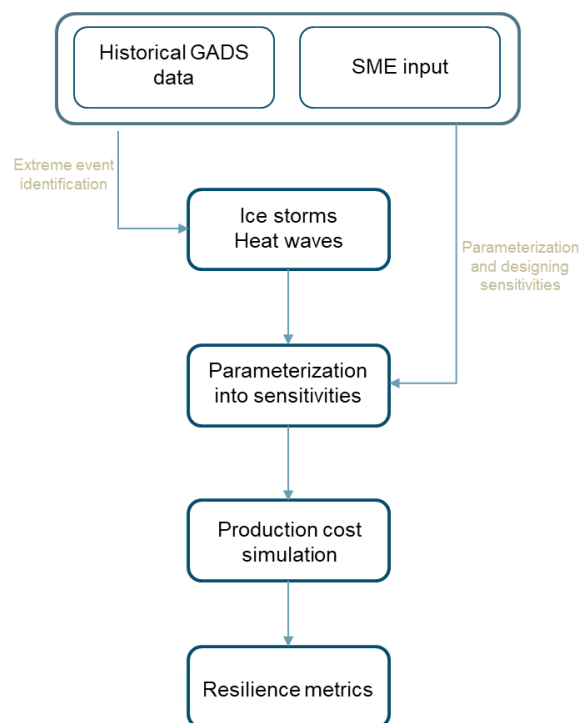 Historical GADS
data
SME input
Extreme event
identification
Ice storms
Heat waves
Parameterization
and designing
sensitivities
Parameterization
into sensitivities
Production cost
simulation
Resilience metrics